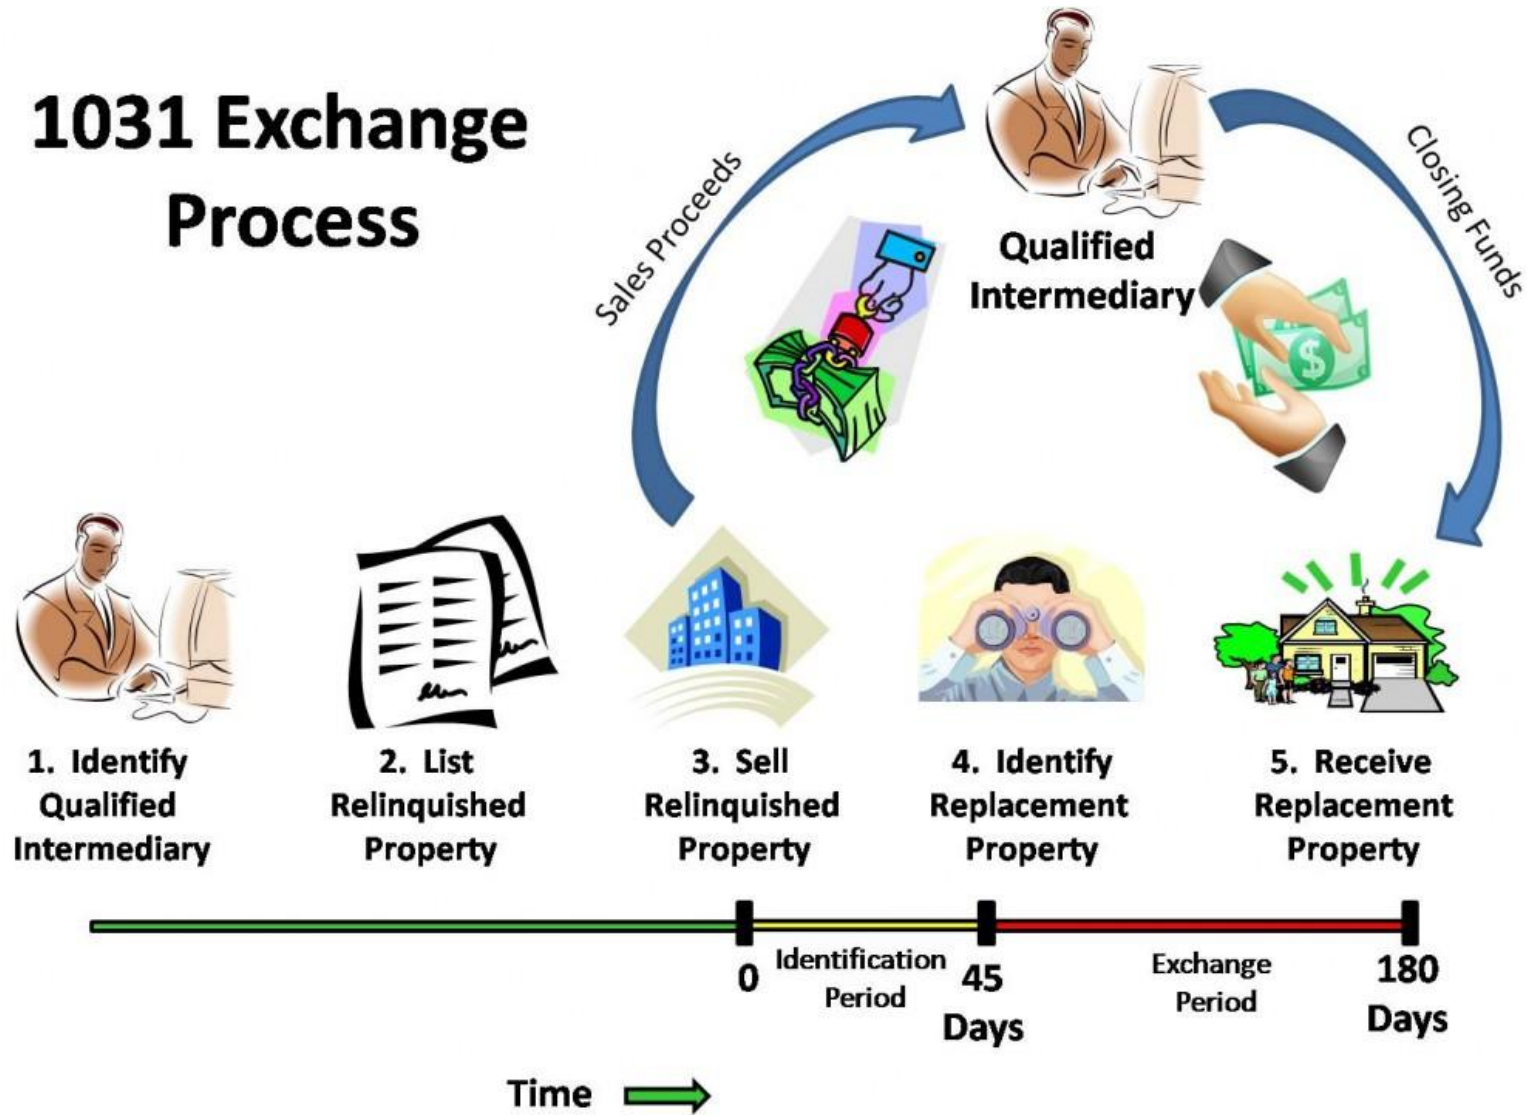 1031 Exchange
Process
Sales Proceeds
Closing Funds
Qualified
Intermediary
$
1. Identify
Qualified
Intermediary
2. List
Relinquished
Property
3. Sell
Relinquished
Property
4. Identify
Replacement
Property
5. Receive
Replacement
Property
0
Identification
Period
45
Days
Exchange
Period
180
Days
Time